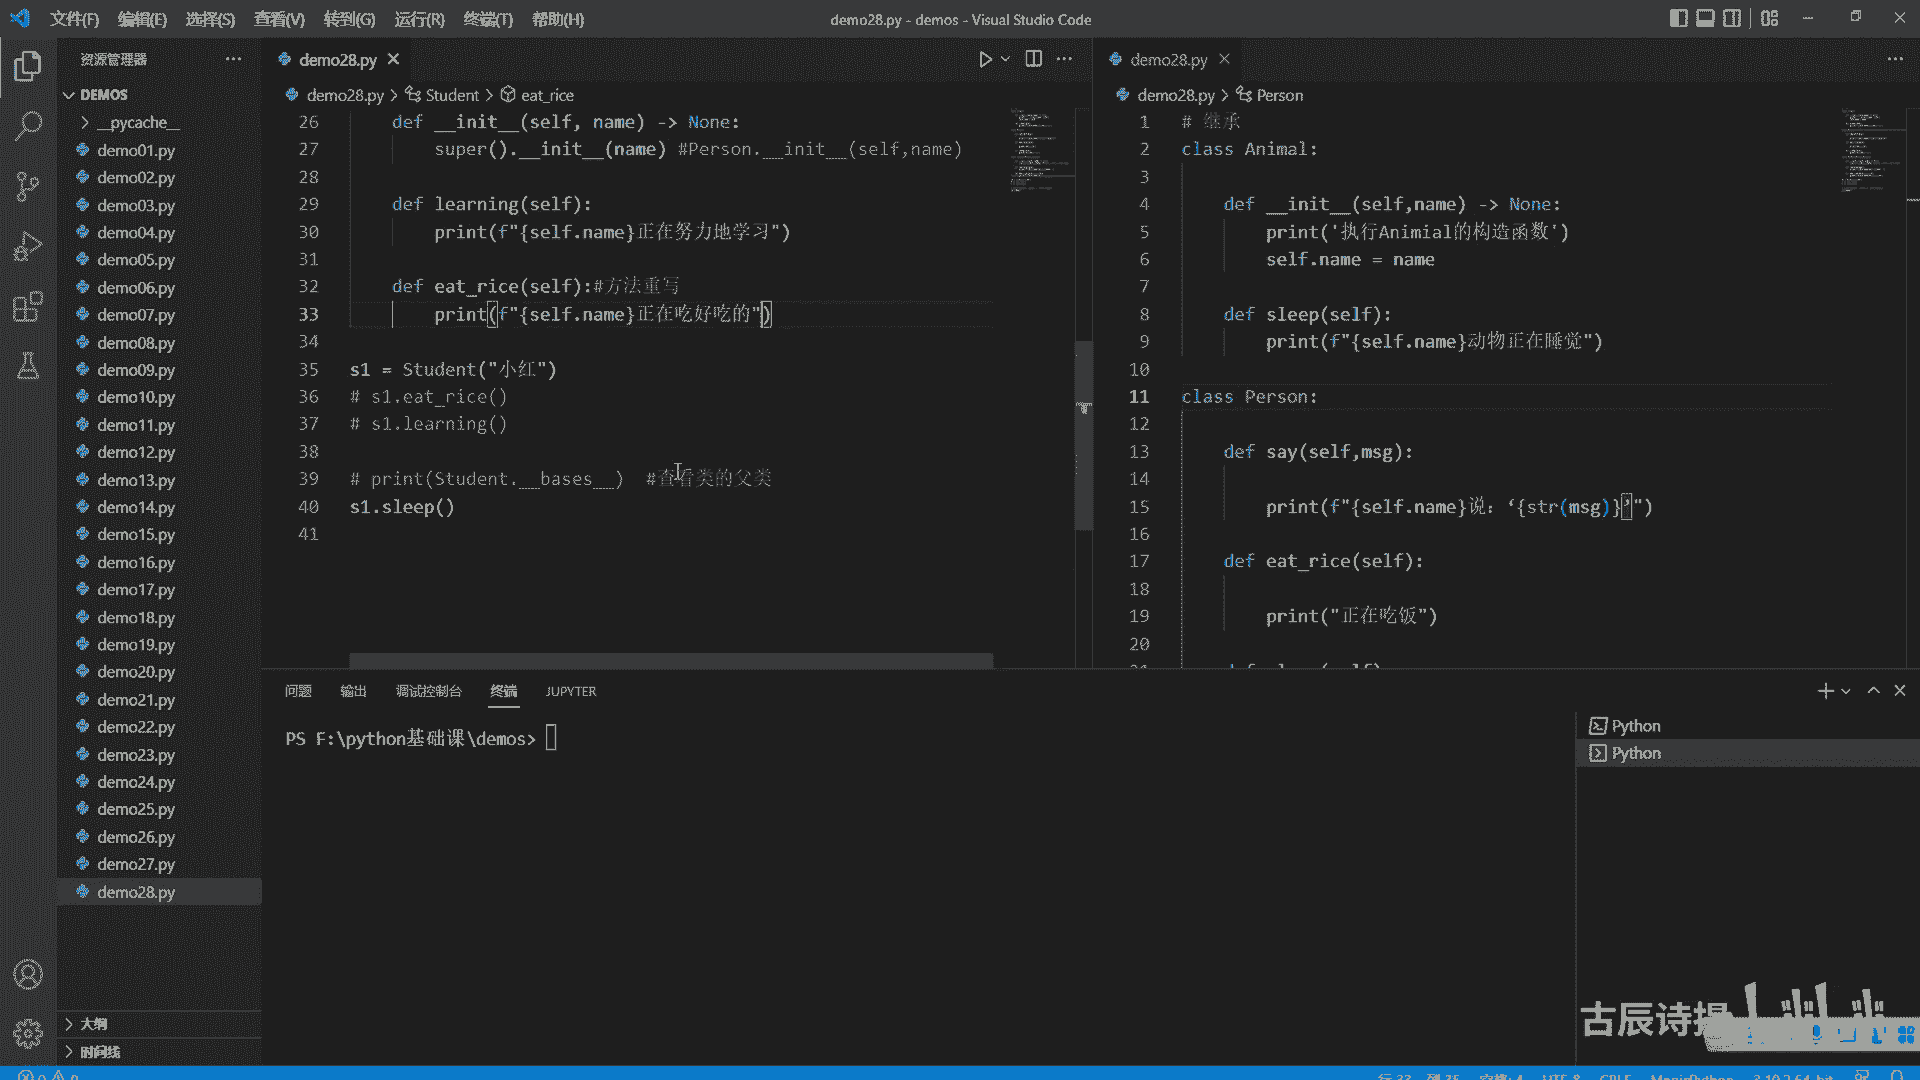 文件(F) 编辑(E) 选择(S) 查看(V) 转到(G) 运行(R) 终端(T) 帮助(H)
demo28.py - demos - Visual Studio Code
资源管理器
DEMOS
__pycache__
demo01.py
demo02.py
demo03.py
demo04.py
demo05.py
demo06.py
demo07.py
demo08.py
demo09.py
demo10.py
demo11.py
demo12.py
demo13.py
demo14.py
demo15.py
demo16.py
demo17.py
demo18.py
demo19.py
demo20.py
demo21.py
demo22.py
demo23.py
demo24.py
demo25.py
demo26.py
demo27.py
demo28.py
大纲
时间线
demo28.py
demo28.py > Student > eat_rice
26 def __init__(self, name) -> None:
27 super().__init__(name) #Person.__init__(self,name)
28
29 def learning(self):
30 print(f"{self.name}正在努力地学习")
31
32 def eat_rice(self):#方法重写
33 print(f"{self.name}正在吃好吃的")
34
35 s1 = Student("小红")
36 # s1.eat_rice()
37 # s1.learning()
38
39 # print(Student.__bases__) #查看类的父类
40 s1.sleep()
41
demo28.py
demo28.py > Person
1 # 继承
2 class Animal:
3
4 def __init__(self,name) -> None:
5 print('执行Animial的构造函数')
6 self.name = name
7
8 def sleep(self):
9 print(f"{self.name}动物正在睡觉")
10
11 class Person:
12
13 def say(self,msg):
14
15 print(f"{self.name}说：‘{str(msg)}’")
16
17 def eat_rice(self):
18
19 print("正在吃饭")
20
问题 输出 调试控制台 终端 JUPYTER
PS F:\python基础课\demos>
Python
Python
古辰诗提